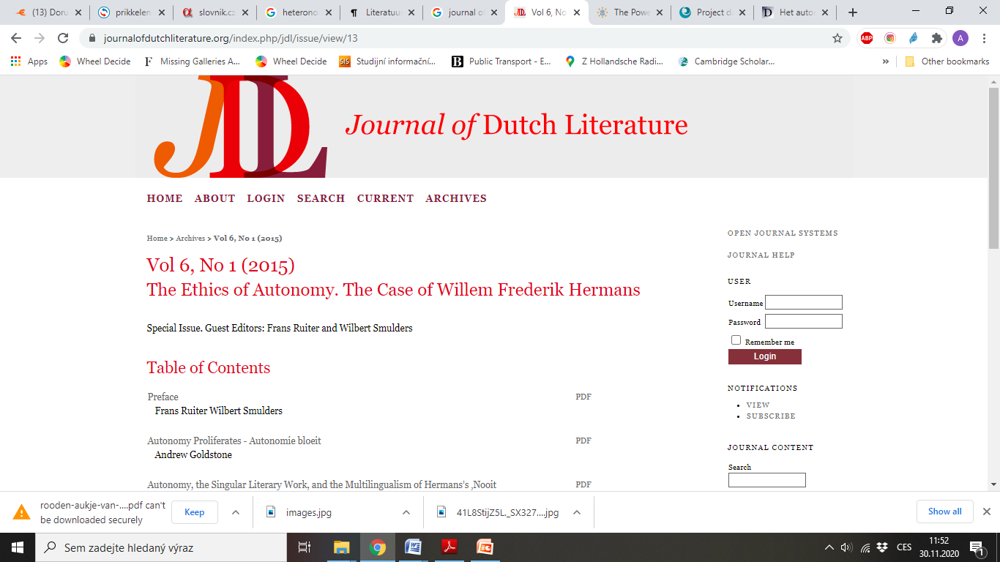 (13) Doru
prikkelen
slovnik.cz
heterono
Literatuu
journal o
Vol 6, No
The Powe
Project d
Het auto
journalofdutchliterature.org/index.php/jdl/issue/view/13
ABP
A
Apps
Wheel Decide
Missing Galleries A...
Wheel Decide
SIS
Studijní informační...
Public Transport - E...
Z Hollandsche Radi...
Cambridge Scholar...
»
Other bookmarks
JDL
Journal of Dutch Literature
HOME ABOUT LOGIN SEARCH CURRENT ARCHIVES
Home > Archives > Vol 6, No 1 (2015)
Vol 6, No 1 (2015)
The Ethics of Autonomy. The Case of Willem Frederik Hermans
Special Issue. Guest Editors: Frans Ruiter and Wilbert Smulders
Table of Contents
Preface PDF
Frans Ruiter Wilbert Smulders
Autonomy Proliferates - Autonomie bloeit PDF
Andrew Goldstone
Autonomy, the Singular Literary Work, and the Multilingualism of Hermans's ,Nooit PDF
OPEN JOURNAL SYSTEMS
JOURNAL HELP
USER
Username
Password
Remember me
Login
NOTIFICATIONS
VIEW
SUBSCRIBE
JOURNAL CONTENT
Search
rooden-aukje-van-....pdf can't
be downloaded securely
Keep
images.jpg
41L8StijZ5L._SX327....jpg
Show all
Sem zadejte hledaný výraz
CES
11:52
30.11.2020
1